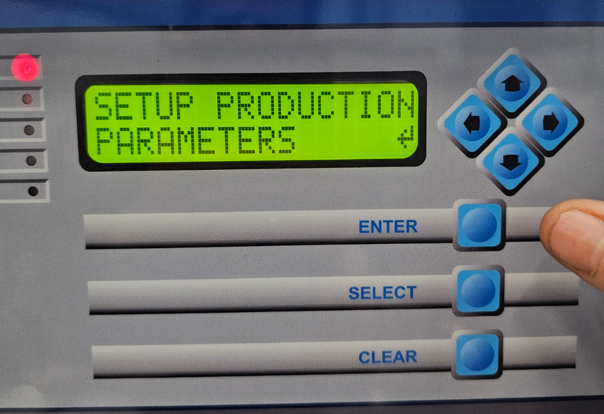 SETUP PRODUCTION
PARAMETERS ↵
ENTER
SELECT
CLEAR